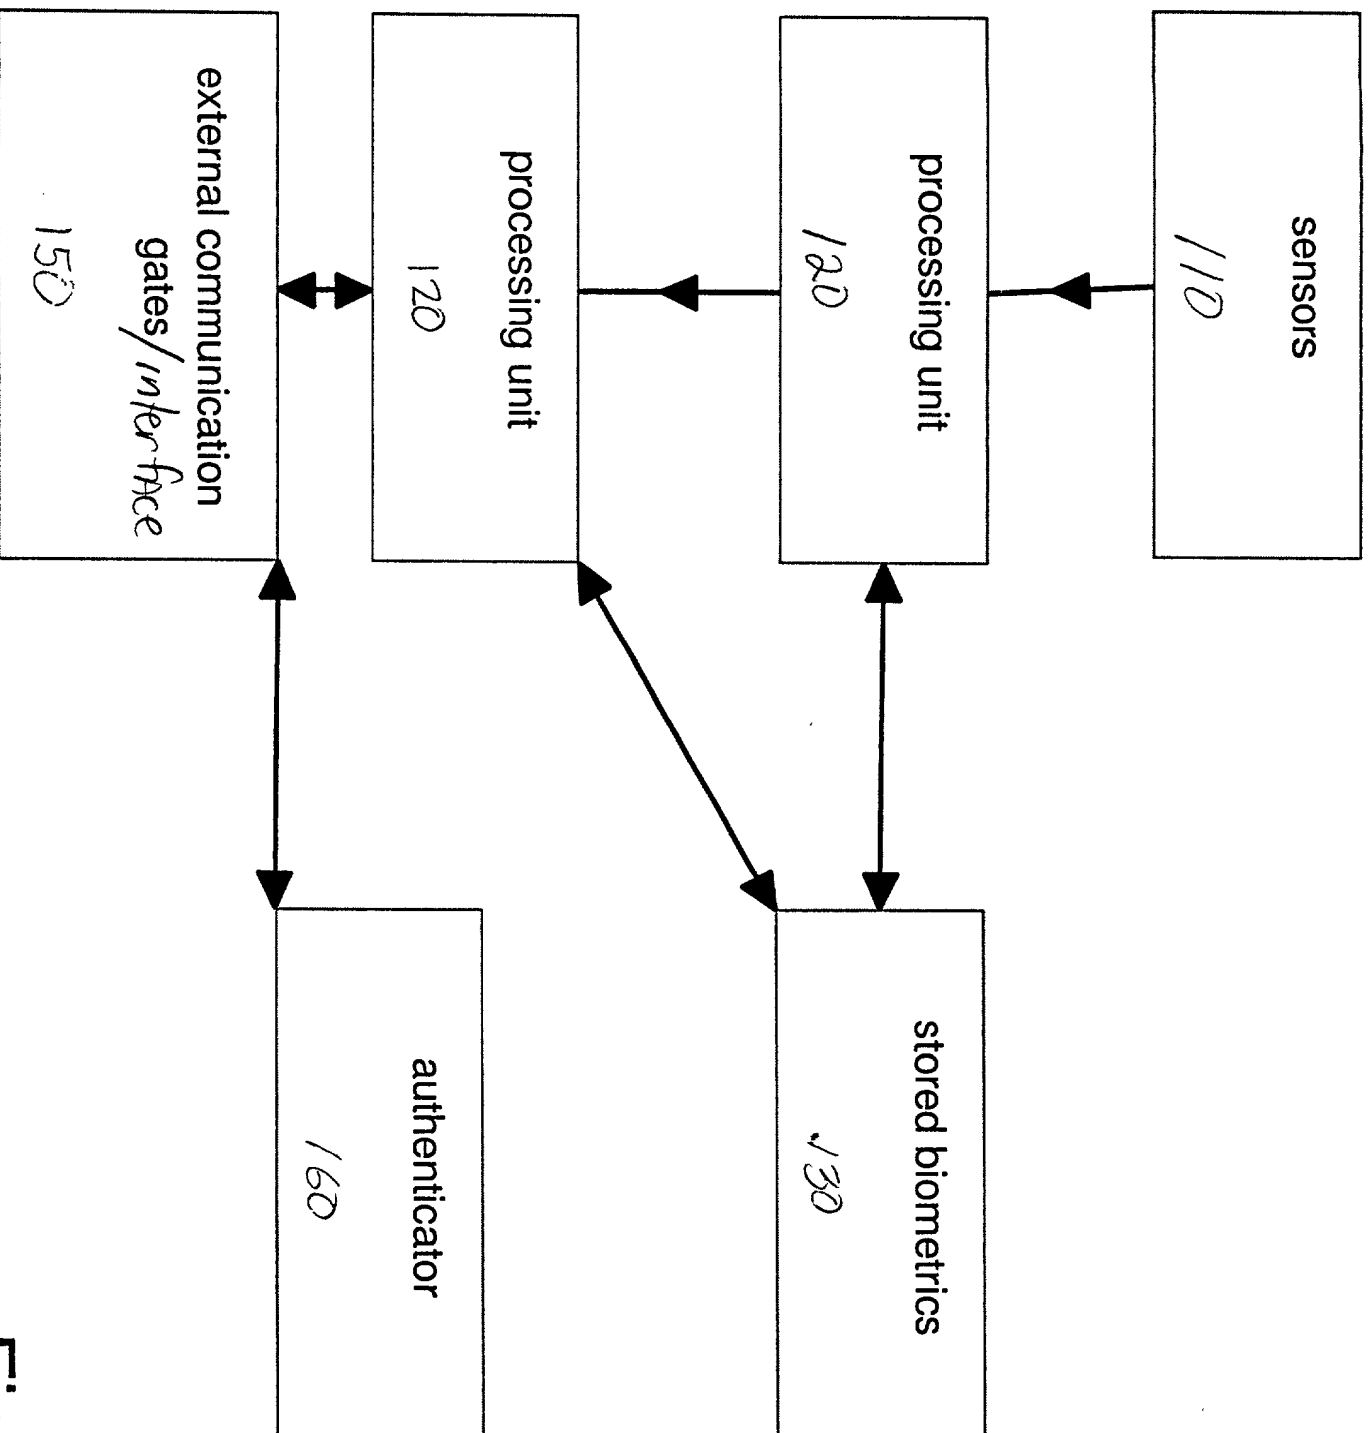 sensors
110
processing unit
120
processing unit
120
external communication
gates/interface
150
stored biometrics
130
authenticator
160